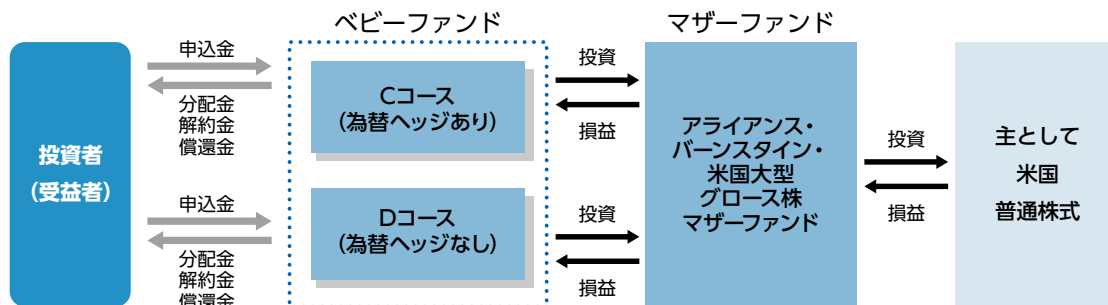 ベビーファンド
マザーファンド
投資者
（受益者）
申込金
分配金
解約金
償還金
Cコース
（為替ヘッジあり）
投資
損益
申込金
分配金
解約金
償還金
Dコース
（為替ヘッジなし）
投資
損益
アライアンス・
バーンスタイン・
米国大型
グロース株
マザーファンド
投資
損益
主として
米国
普通株式